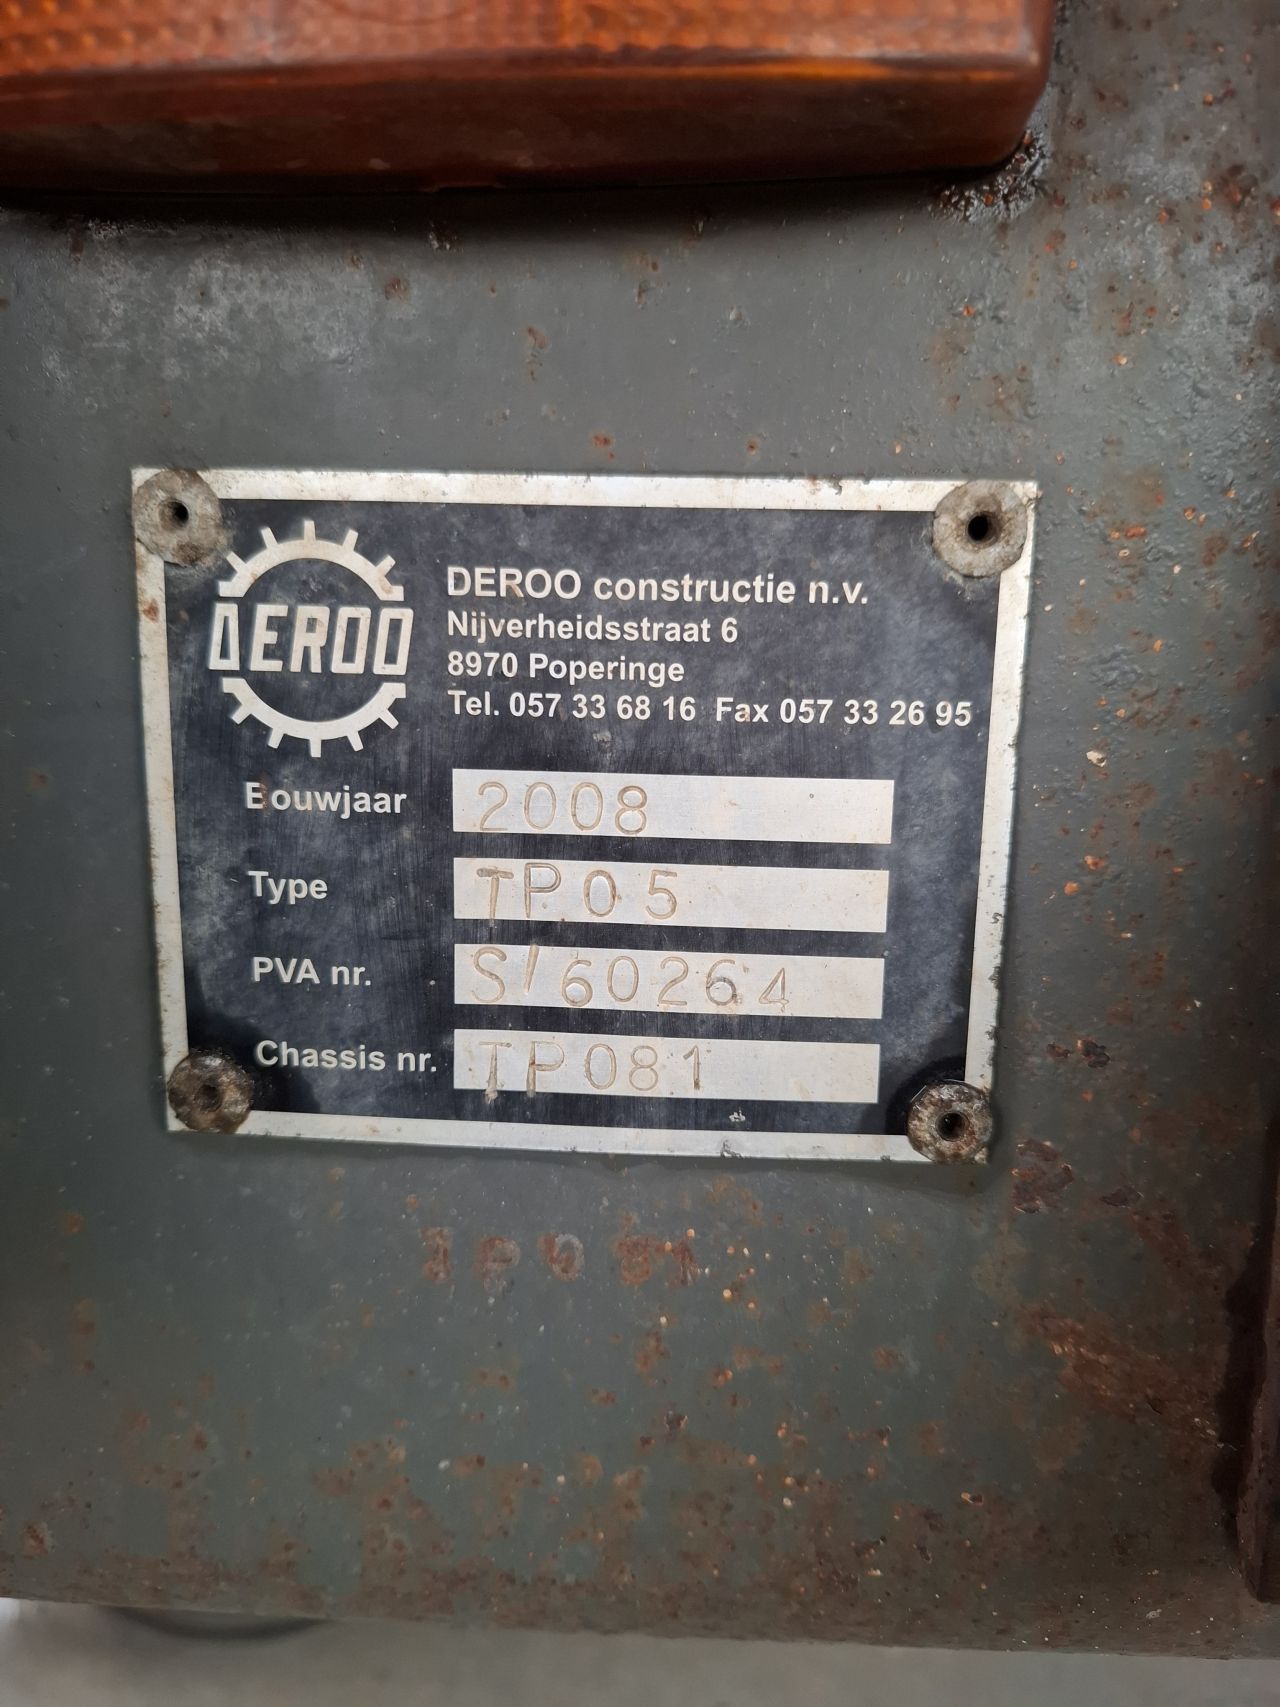 DEROO
DEROO constructie n.v.
Nijverheidsstraat 6
8970 Poperinge
Tel. 057 33 68 16 Fax 057 33 26 95
Bouwjaar 2008
Type TP05
PVA nr. S/60264
Chassis nr. TP081
TP081